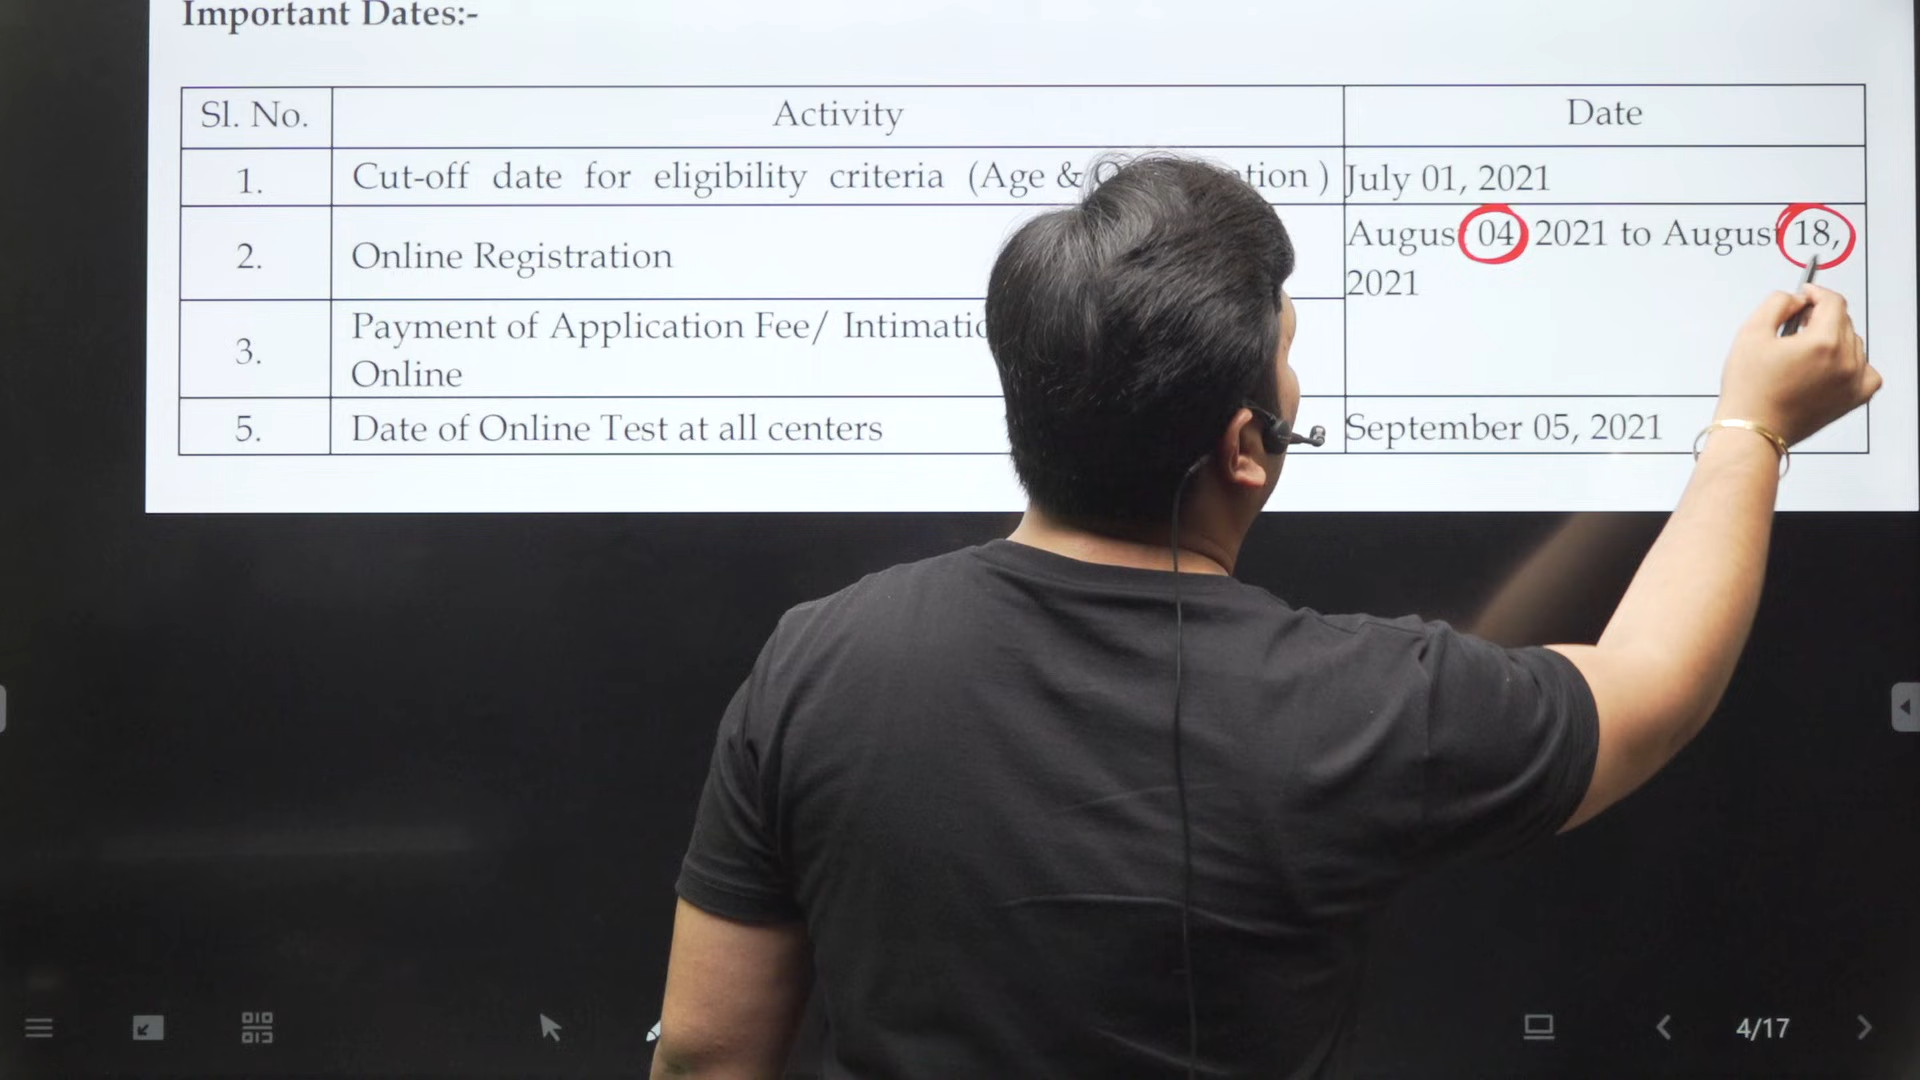 Important Dates:-
Sl. No. Activity Date
1. Cut-off date for eligibility criteria (Age & ) July 01, 2021
2. Online Registration August 04, 2021 to August 18, 2021
3. Payment of Application Fee/
Online
5. Date of Online Test at all centers September 05, 2021
4/17